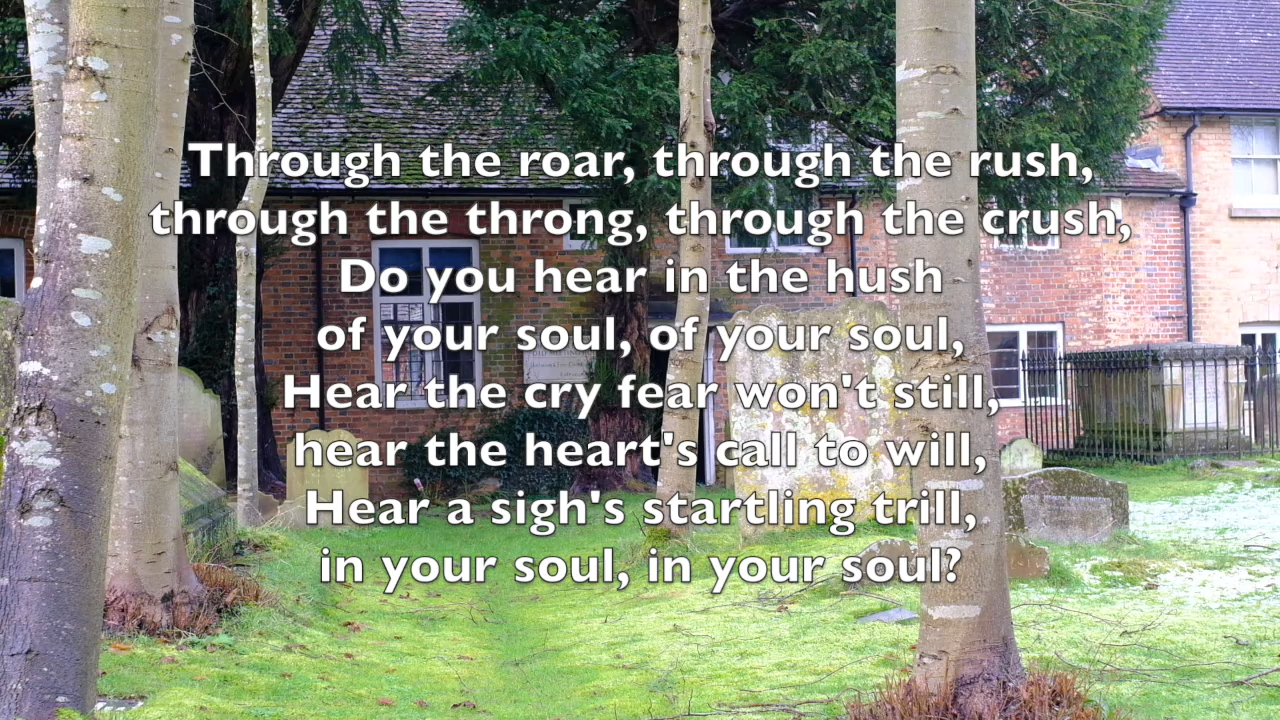 Through the roar, through the rush,
through the throng, through the crush,
Do you hear in the hush
of your soul, of your soul,
Hear the cry fear won't still,
hear the heart's call to will,
Hear a sigh's startling trill,
in your soul, in your soul?